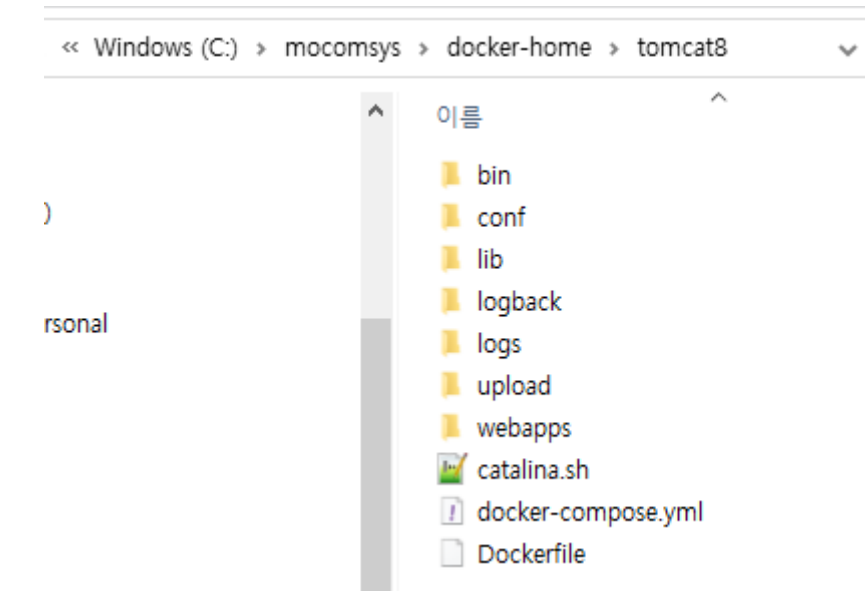 « Windows (C:) > mocomsys > docker-home > tomcat8
이름
bin
conf
)
lib
logback
rsonal
logs
upload
webapps
catalina.sh
docker-compose.yml
Dockerfile